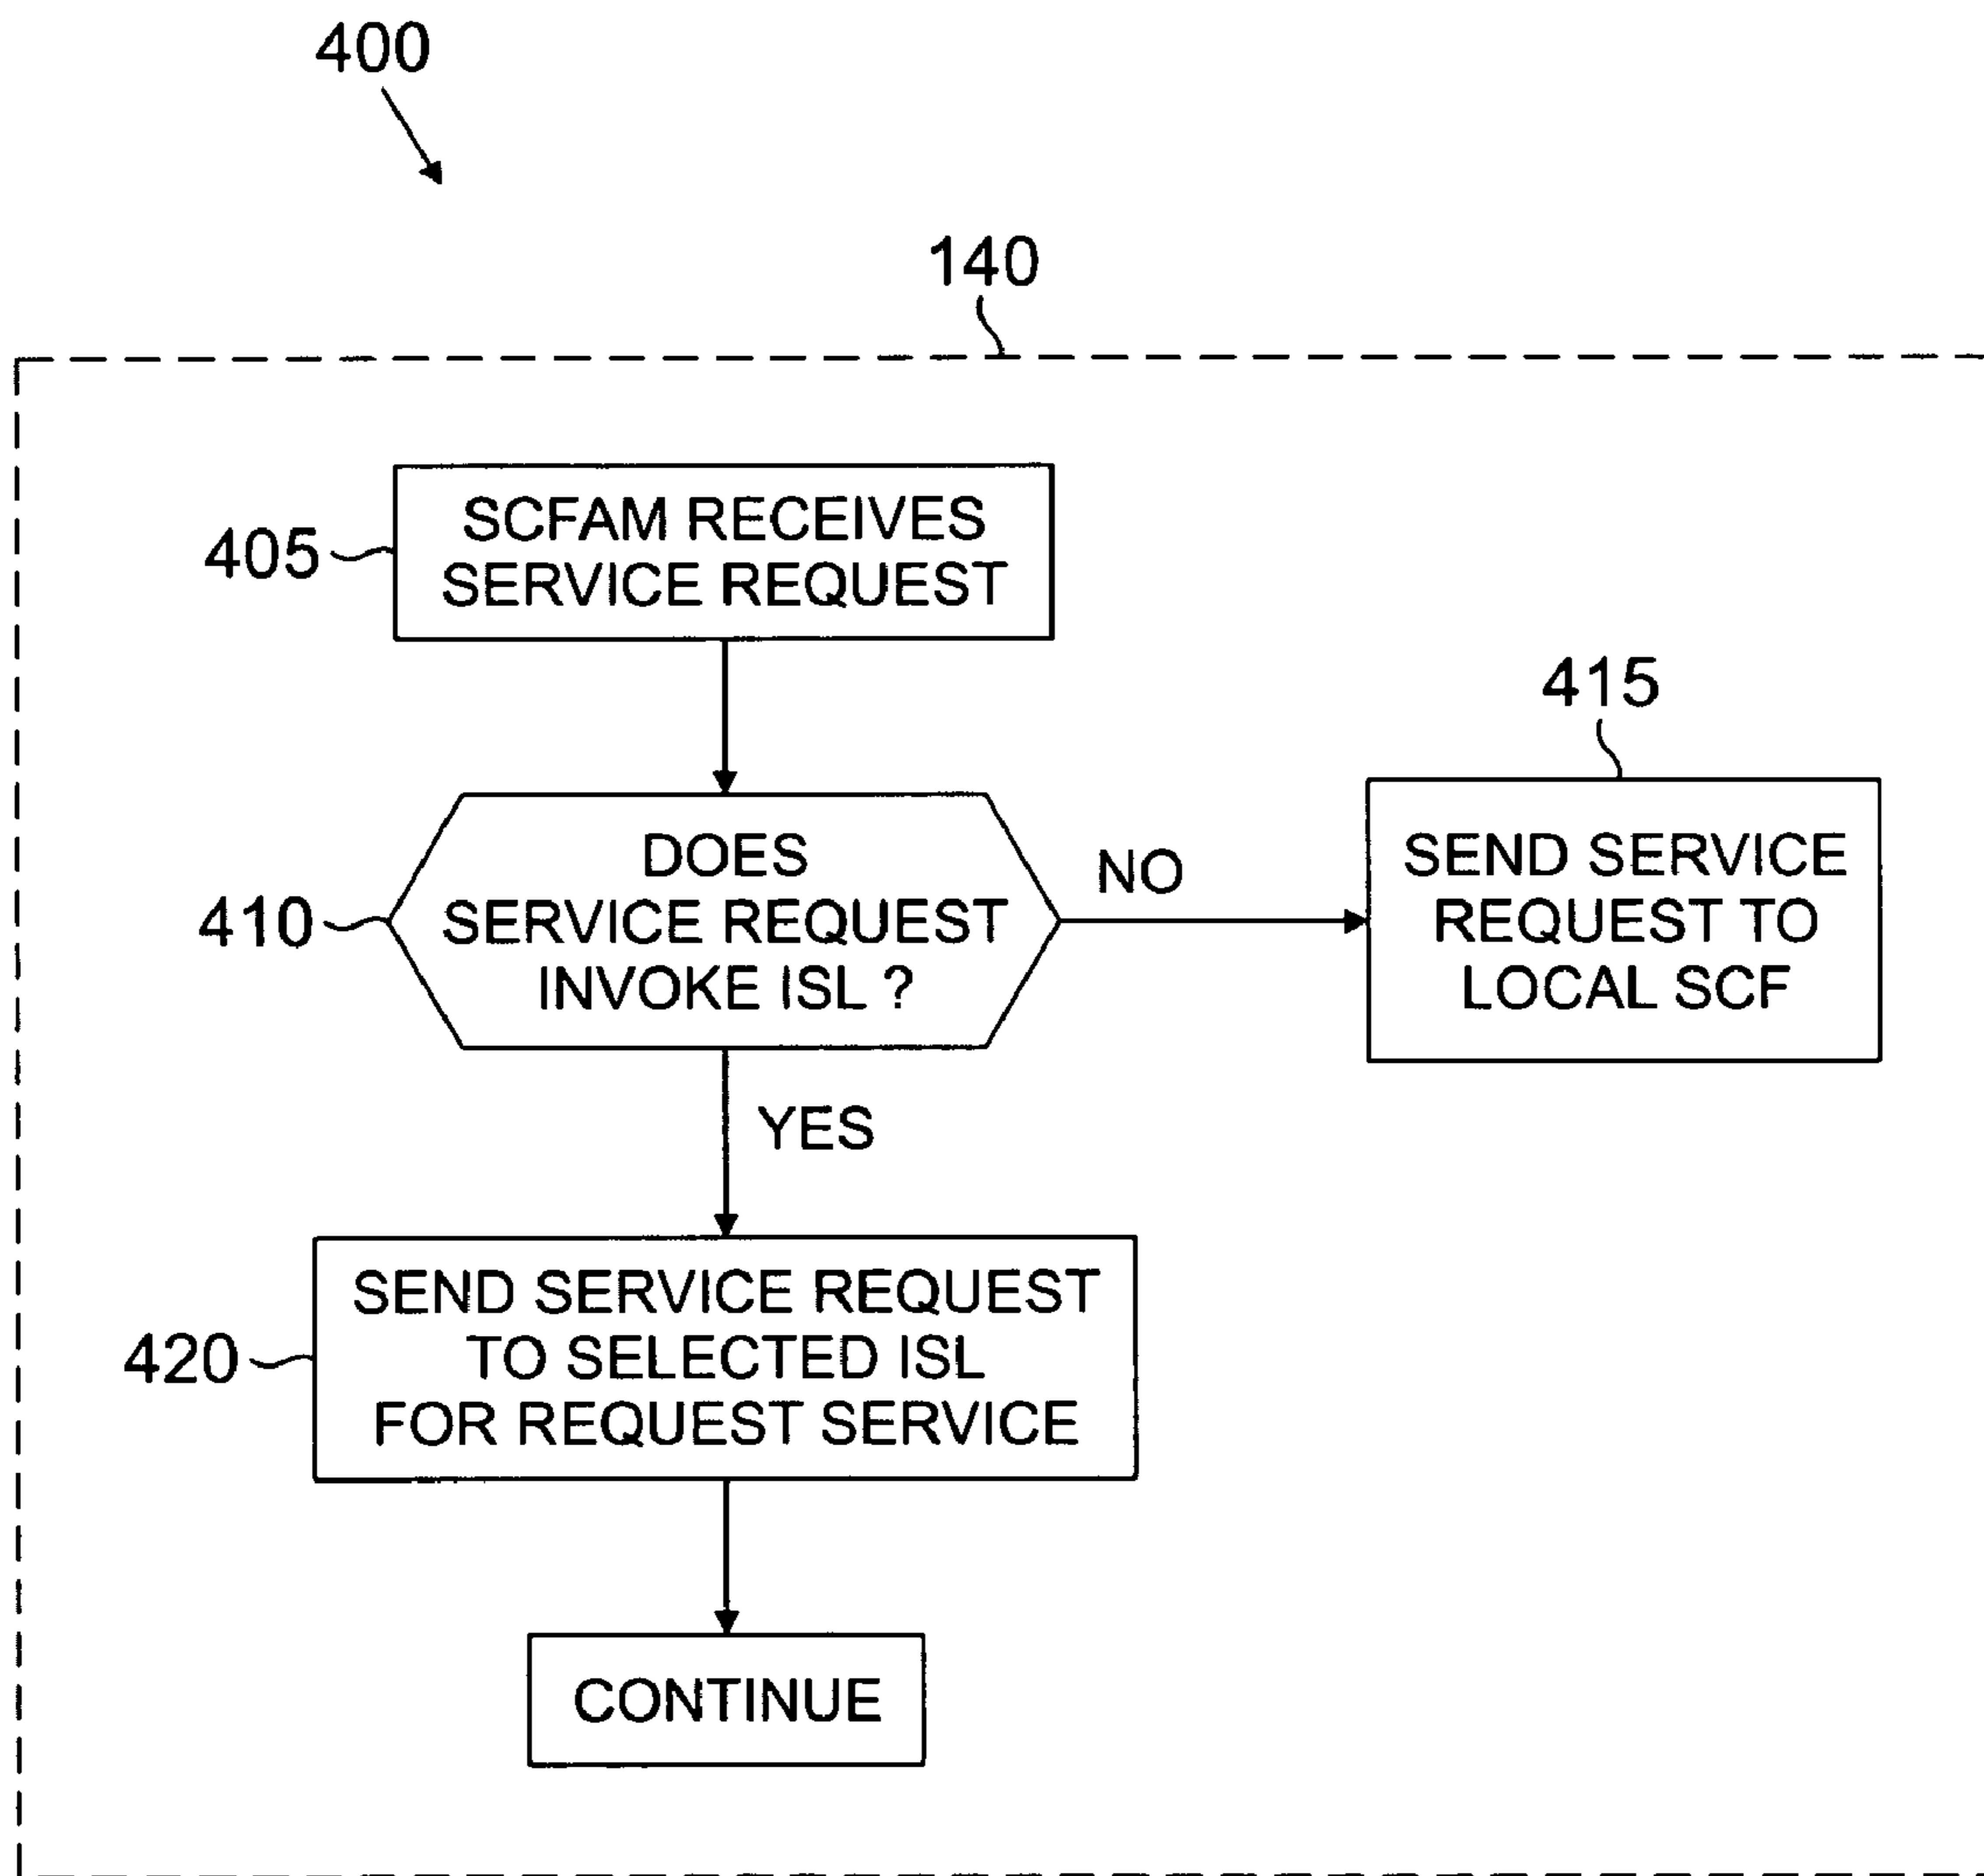 400
140
405
SCFAM RECEIVES
SERVICE REQUEST
410
DOES
SERVICE REQUEST
INVOKE ISL ?
NO
415
SEND SERVICE
REQUEST TO
LOCAL SCF
YES
420
SEND SERVICE REQUEST
TO SELECTED ISL
FOR REQUEST SERVICE
CONTINUE